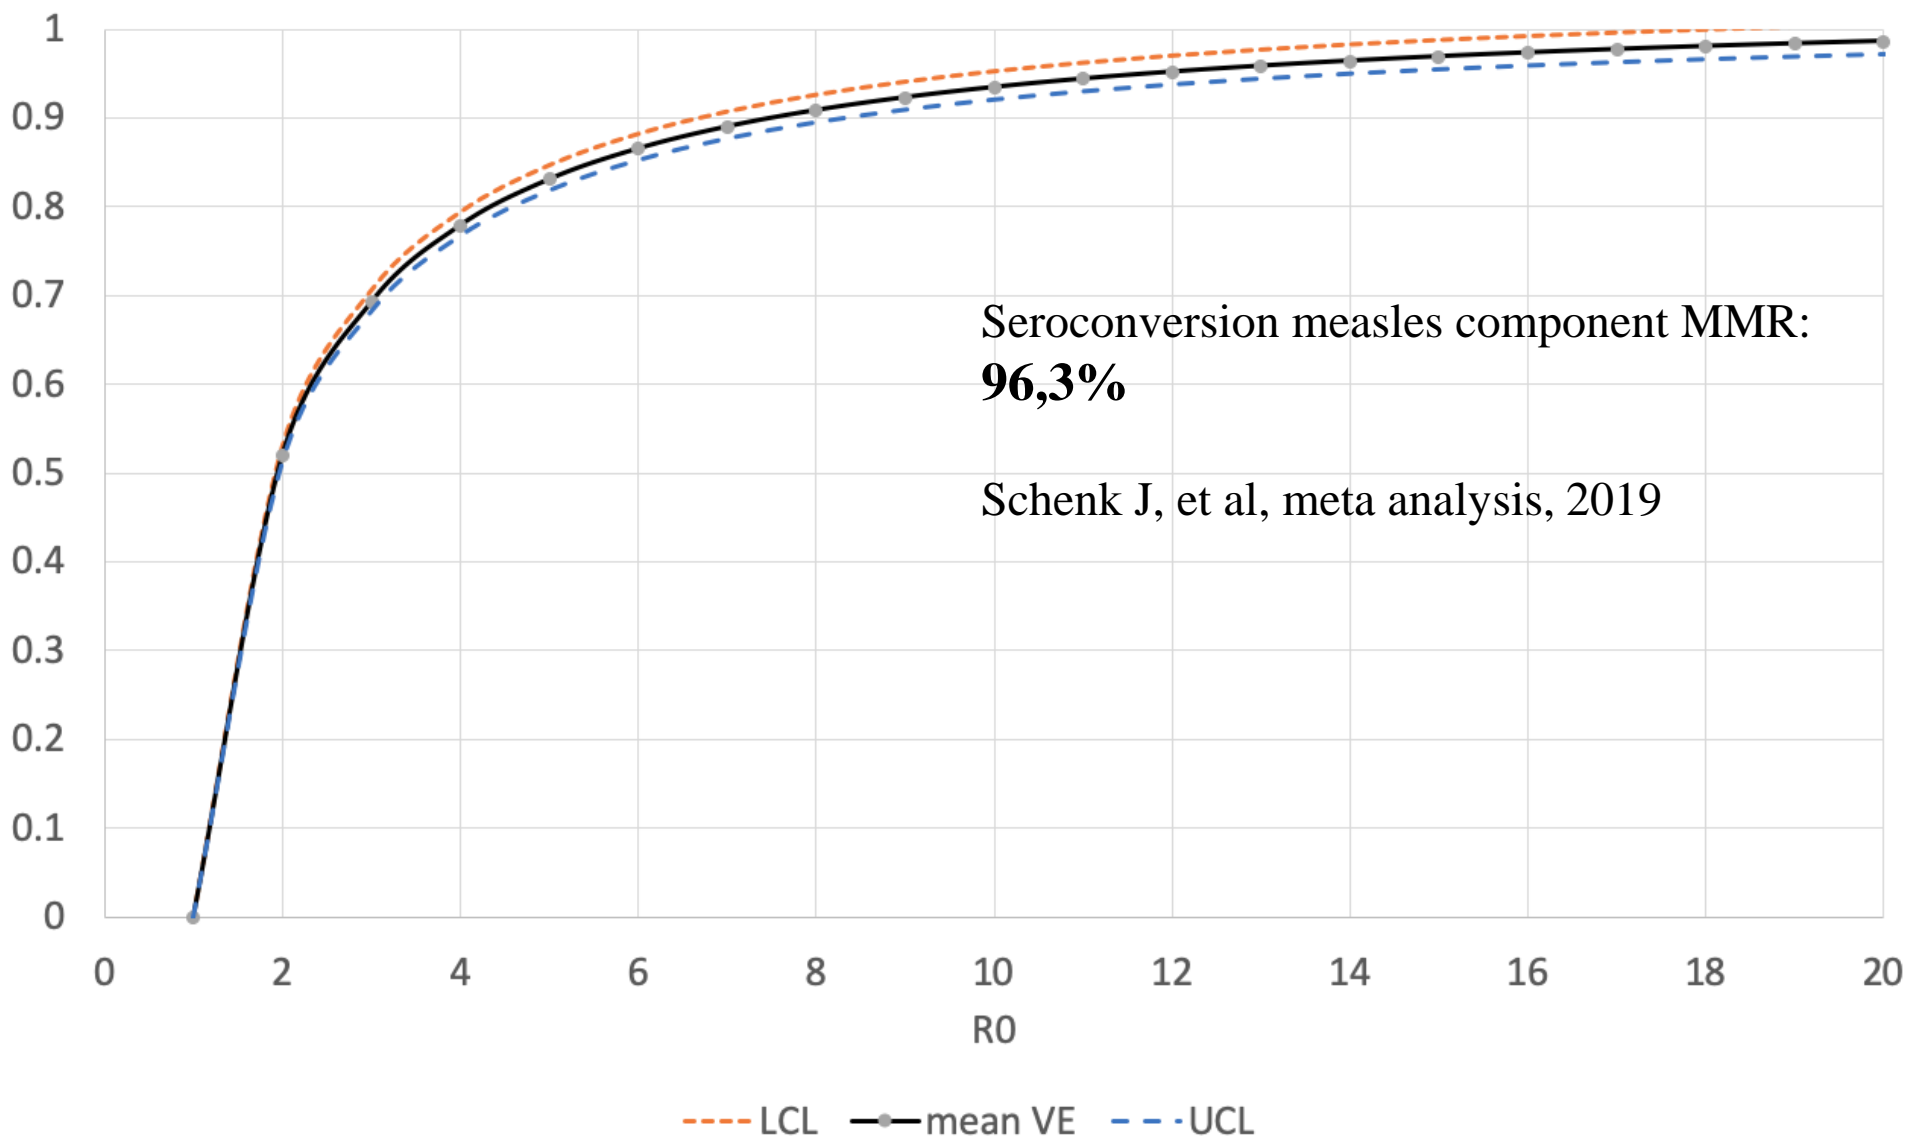 1
0.9
0.8
0.7
0.6
0.5
0.4
0.3
0.2
0.1
0
Seroconversion measles component MMR:
96,3%
Schenk J, et al, meta analysis, 2019
0 2 4 6 8 10 12 14 16 18 20
R0
LCL mean VE UCL